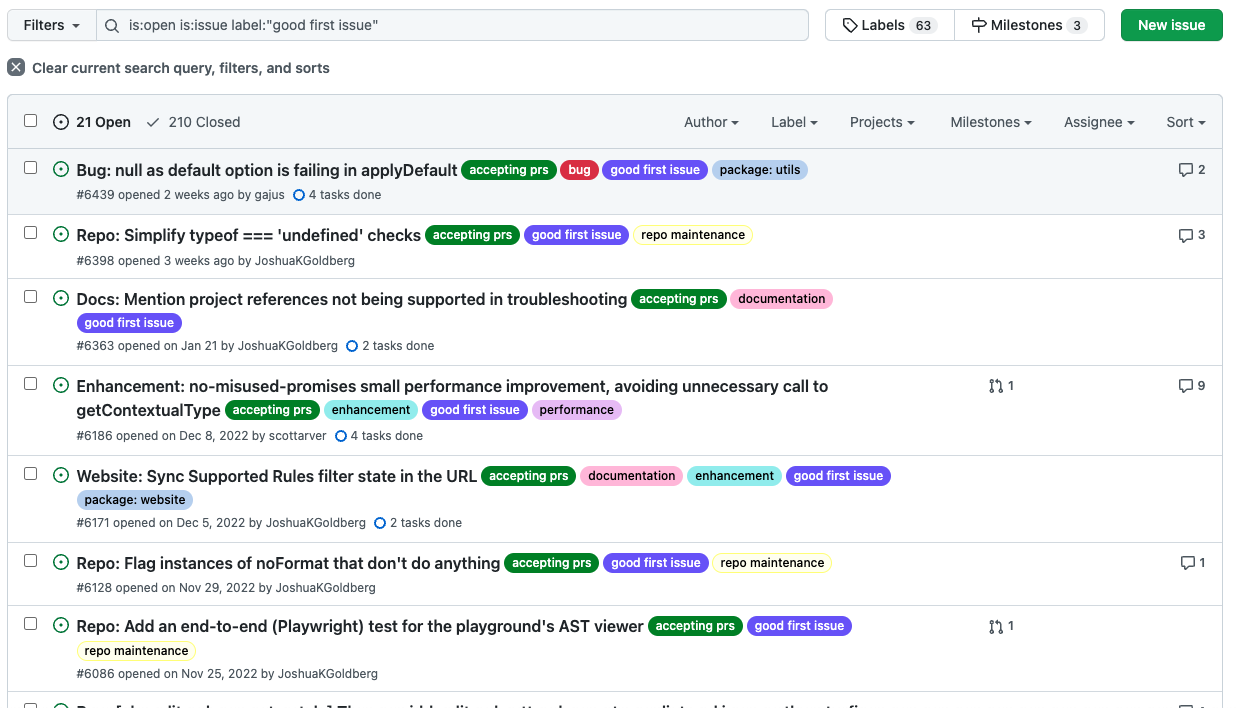 Filters is:open is:issue label:"good first issue" Labels 63 Milestones 3 New issue
Clear current search query, filters, and sorts
21 Open 210 Closed Author Label Projects Milestones Assignee Sort
Bug: null as default option is failing in applyDefault accepting prs bug good first issue package: utils 2
#6439 opened 2 weeks ago by gajus 4 tasks done
Repo: Simplify typeof === 'undefined' checks accepting prs good first issue repo maintenance 3
#6398 opened 3 weeks ago by JoshuaKGoldberg
Docs: Mention project references not being supported in troubleshooting accepting prs documentation
good first issue
#6363 opened on Jan 21 by JoshuaKGoldberg 2 tasks done
Enhancement: no-misused-promises small performance improvement, avoiding unnecessary call to 1 9
getContextualType accepting prs enhancement good first issue performance
#6186 opened on Dec 8, 2022 by scottarver 4 tasks done
Website: Sync Supported Rules filter state in the URL accepting prs documentation enhancement good first issue
package: website
#6171 opened on Dec 5, 2022 by JoshuaKGoldberg 2 tasks done
Repo: Flag instances of noFormat that don't do anything accepting prs good first issue repo maintenance 1
#6128 opened on Nov 29, 2022 by JoshuaKGoldberg
Repo: Add an end-to-end (Playwright) test for the playground's AST viewer accepting prs good first issue 1
repo maintenance
#6086 opened on Nov 25, 2022 by JoshuaKGoldberg